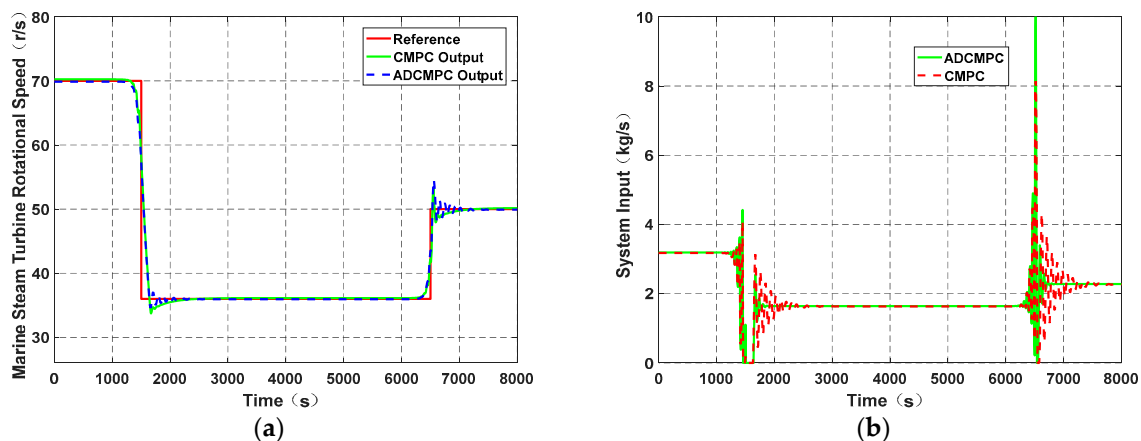 80
70
60
50
40
30
0 1000 2000 3000 4000 5000 6000 7000 8000
Marine Steam Turbine Rotational Speed（r/s）
Time（s）
Reference
CMPC Output
ADCMPC Output
(a)
10
8
6
4
2
0
0 1000 2000 3000 4000 5000 6000 7000 8000
System Input（kg/s）
Time（s）
ADCMPC
CMPC
(b)